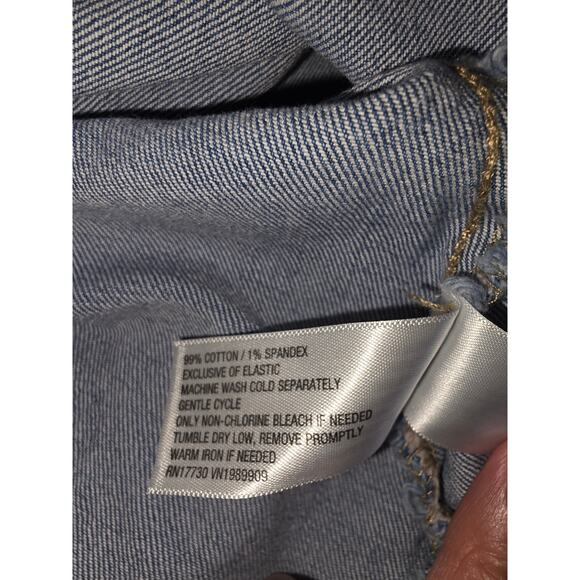 99% COTTON / 1% SPANDEX
EXCLUSIVE OF ELASTIC
MACHINE WASH COLD SEPARATELY
GENTLE CYCLE
ONLY NON-CHLORINE BLEACH IF NEEDED
TUMBLE DRY LOW, REMOVE PROMPTLY
WARM IRON IF NEEDED
RN17730 VN1989909